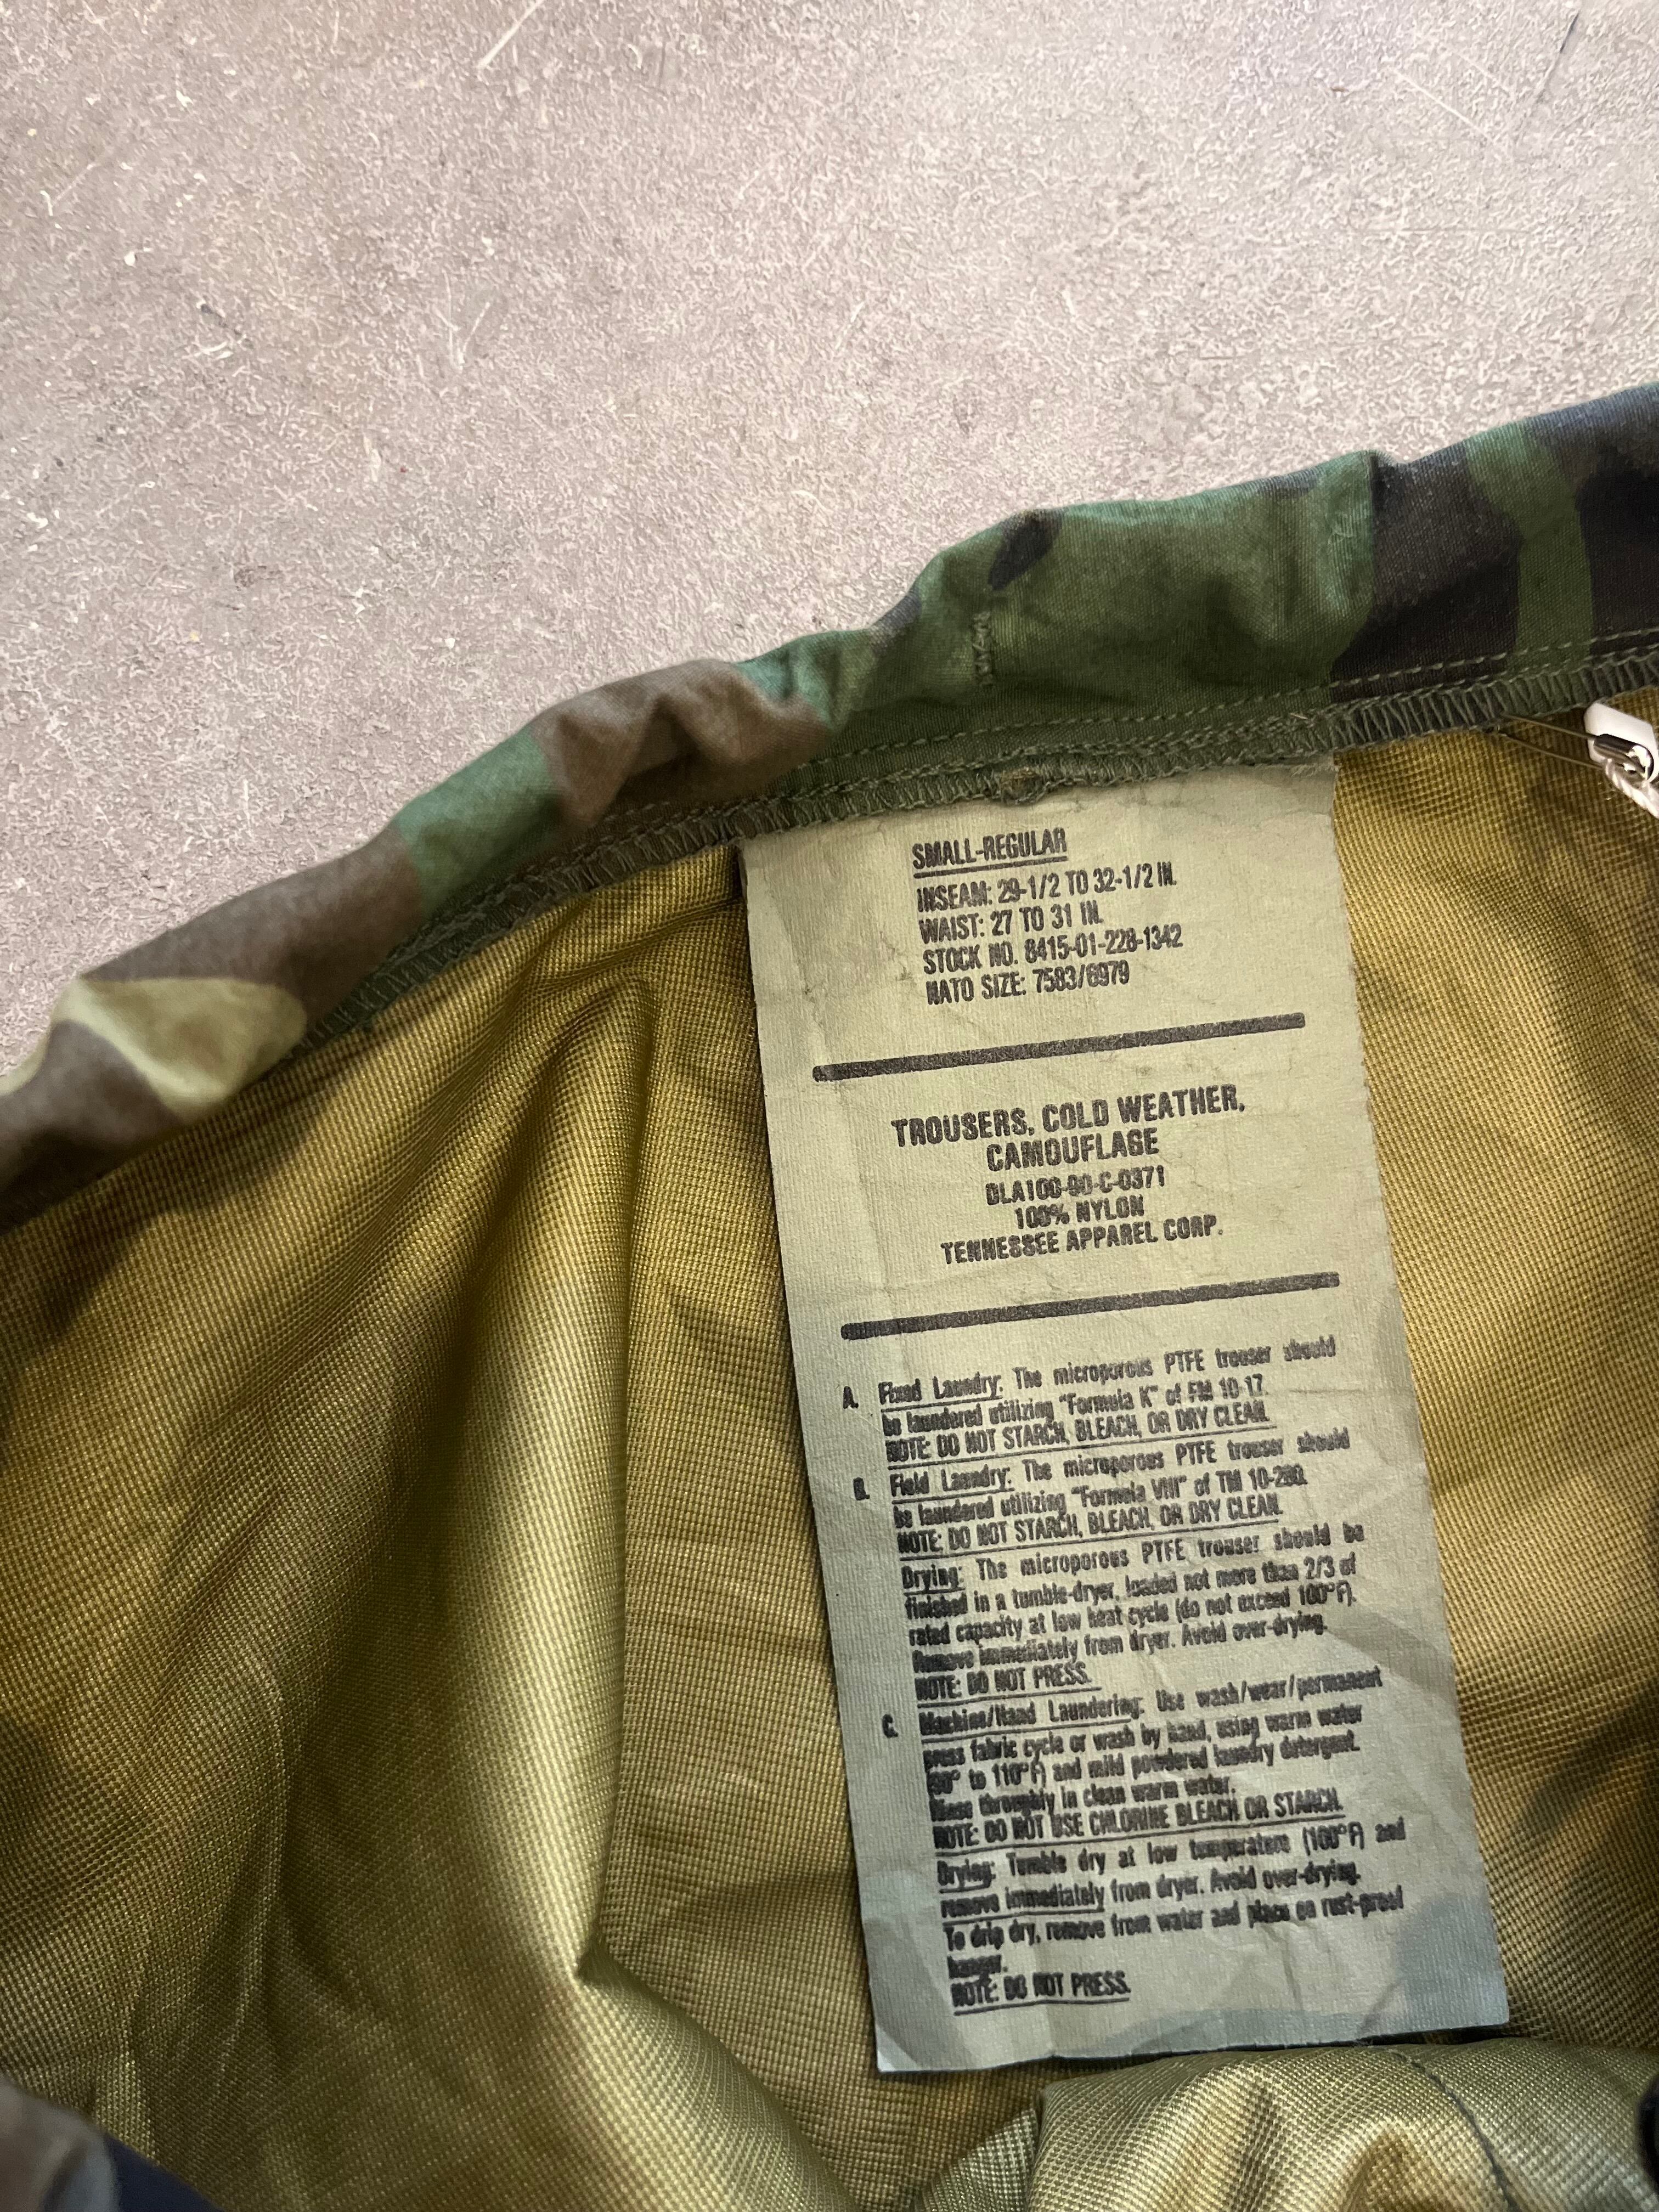 SMALL-REGULAR
INSEAM: 29-1/2 TO 32-1/2 IN.
WAIST: 27 TO 31 IN.
STOCK NO. 8415-01-228-1342
NATO SIZE: 7583/6979
TROUSERS, COLD WEATHER,
CAMOUFLAGE
DLA100-90-C-0371
100% NYLON
TENNESSEE APPAREL CORP.
A. Fixed Laundry: The microporous PTFE trouser should
be laundered utilizing "Formula K" of FM 10-17.
NOTE: DO NOT STARCH, BLEACH, OR DRY CLEAN.
B. Field Laundry: The microporous PTFE trouser should
be laundered utilizing "Formula VIII" of TM 10-280.
NOTE: DO NOT STARCH, BLEACH, OR DRY CLEAN.
Drying: The microporous PTFE trouser should be
finished in a tumble-dryer, loaded not more than 2/3 of
rated capacity at low heat cycle (do not exceed 100°F).
Remove immediately from dryer. Avoid over-drying.
NOTE: DO NOT PRESS.
C. Machine/Hand Laundering: Use wash/wear/permanent
press fabric cycle or wash by hand, using warm water
(90° to 110°F) and mild powdered laundry detergent.
Rinse throughly in clean warm water.
NOTE: DO NOT USE CHLORINE BLEACH OR STARCH.
Drying: Tumble dry at low temperature (100°F) and
remove immediately from dryer. Avoid over-drying.
To drip dry, remove from water and place on rust-proof
hanger.
NOTE: DO NOT PRESS.